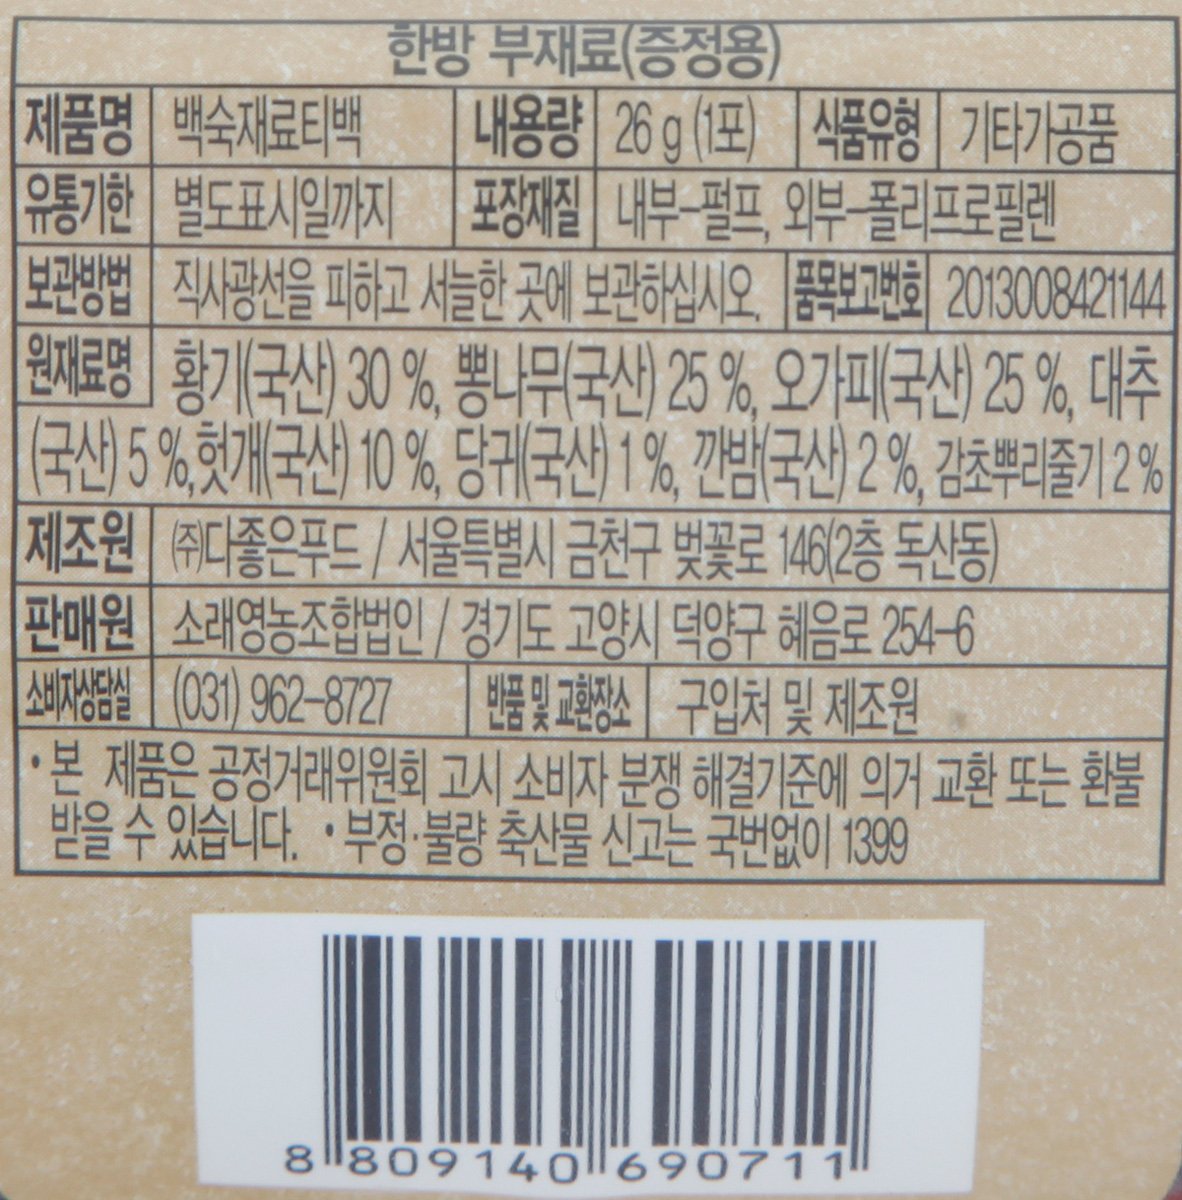 한방 부재료(증정용)
제품명 백숙재료티백 내용량 26 g (1포) 식품유형 기타가공품
유통기한 별도표시일까지 포장재질 내부-펄프, 외부-폴리프로필렌
보관방법 직사광선을 피하고 서늘한 곳에 보관하십시오. 품목보고번호 2013008421144
원재료명 황기(국산) 30 %, 뽕나무(국산) 25 %, 오가피(국산) 25 %, 대추
(국산) 5 %,헛개(국산) 10 %, 당귀(국산) 1 %, 깐밤(국산) 2 %, 감초뿌리줄기 2 %
제조원 ㈜다좋은푸드 / 서울특별시 금천구 벚꽃로 146(2층 독산동)
판매원 소래영농조합법인 / 경기도 고양시 덕양구 혜음로 254-6
소비자상담실 (031) 962-8727 반품 및 교환장소 구입처 및 제조원
• 본 제품은 공정거래위원회 고시 소비자 분쟁 해결기준에 의거 교환 또는 환불
받을 수 있습니다. • 부정·불량 축산물 신고는 국번없이 1399
8 809140 690711